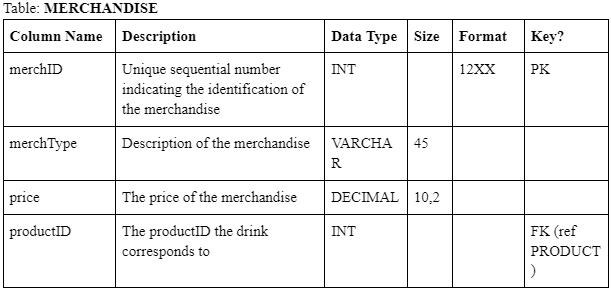 Table: MERCHANDISE
Column Name Description Data Type Size Format Key?
merchID Unique sequential number INT 12XX PK
indicating the identification of
the merchandise
merchType Description of the merchandise VARCHA 45
R
price The price of the merchandise DECIMAL 10,2
productID The productID the drink INT FK (ref
corresponds to PRODUCT
)